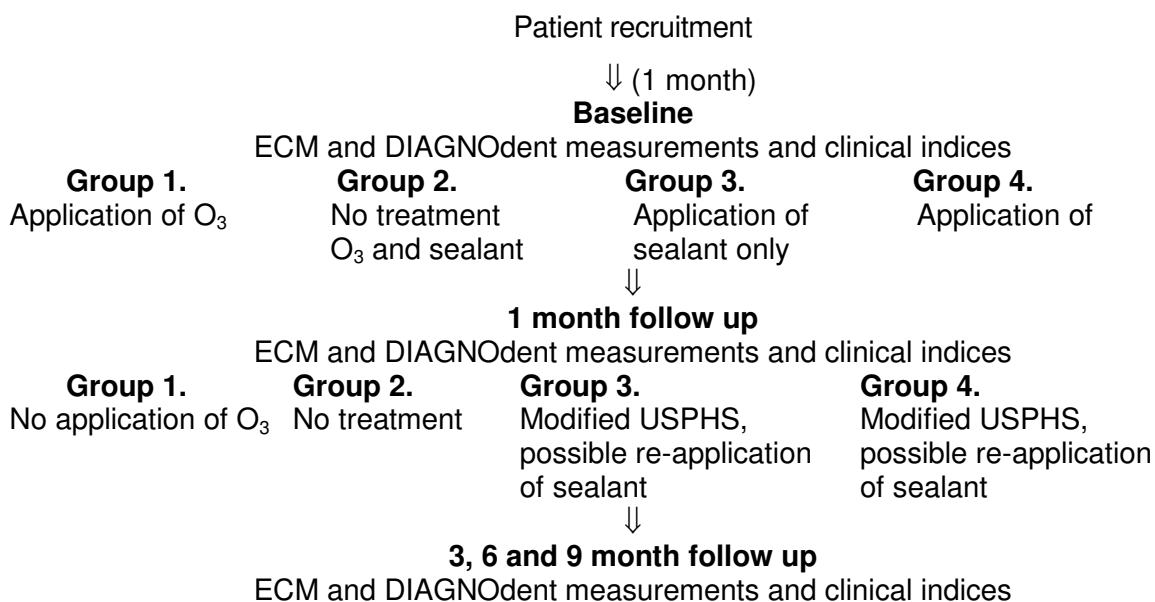 Patient recruitment
⇓ (1 month)
Baseline
ECM and DIAGNOdent measurements and clinical indices
Group 1. Group 2. Group 3. Group 4.
Application of O₃ No treatment Application of Application of
O₃ and sealant sealant only
⇓
1 month follow up
ECM and DIAGNOdent measurements and clinical indices
Group 1. Group 2. Group 3. Group 4.
No application of O₃ No treatment Modified USPHS, Modified USPHS,
possible re-application possible re-application
of sealant of sealant
⇓
3, 6 and 9 month follow up
ECM and DIAGNOdent measurements and clinical indices